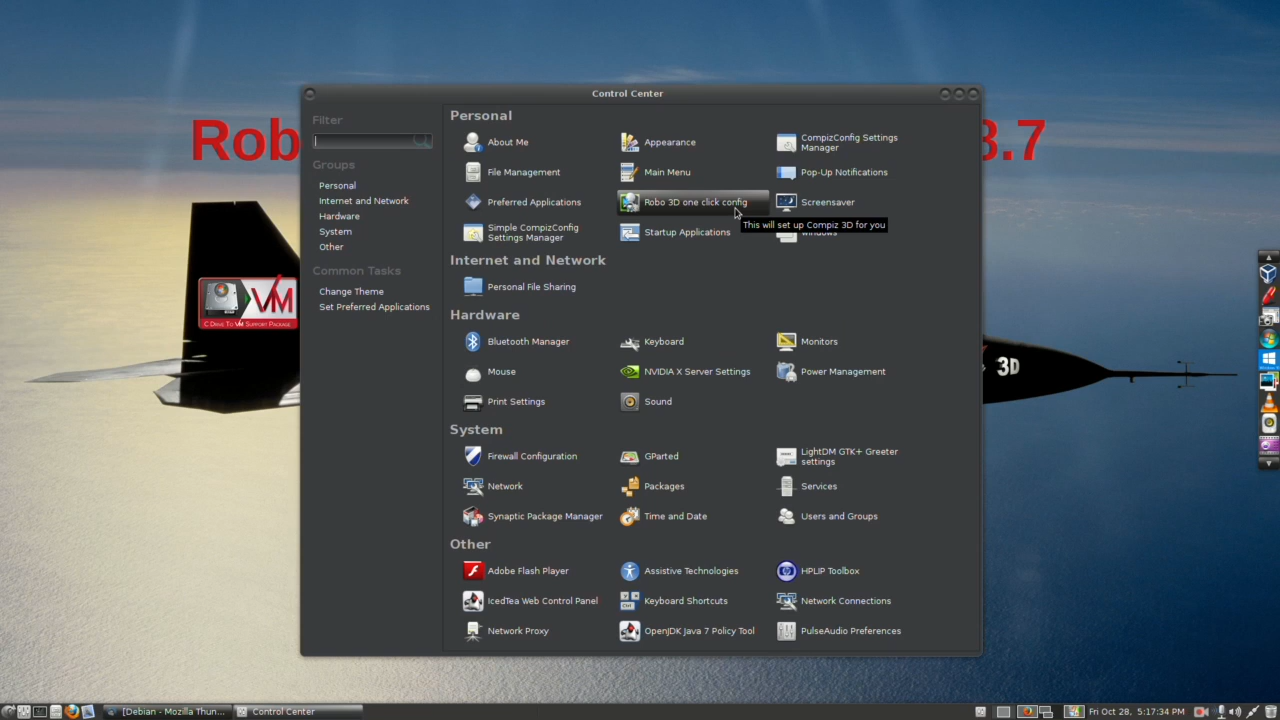 Control Center
Rob
8.7
Filter
Groups
Personal
Internet and Network
Hardware
System
Other
Common Tasks
Change Theme
Set Preferred Applications
Personal
About Me
Appearance
CompizConfig Settings
Manager
File Management
Main Menu
Pop-Up Notifications
Preferred Applications
Robo 3D one click config
Screensaver
This will set up Compiz 3D for you
Simple CompizConfig
Settings Manager
Startup Applications
Windows
Internet and Network
Personal File Sharing
Hardware
Bluetooth Manager
Keyboard
Monitors
Mouse
NVIDIA X Server Settings
Power Management
Print Settings
Sound
System
Firewall Configuration
GParted
LightDM GTK+ Greeter
settings
Network
Packages
Services
Synaptic Package Manager
Time and Date
Users and Groups
Other
Adobe Flash Player
Assistive Technologies
HPLIP Toolbox
IcedTea Web Control Panel
Keyboard Shortcuts
Network Connections
Network Proxy
OpenJDK Java 7 Policy Tool
PulseAudio Preferences
VM
C Drive To VM Support Package
3D
[Debian - Mozilla Thun...
Control Center
Fri Oct 28, 5:17:34 PM